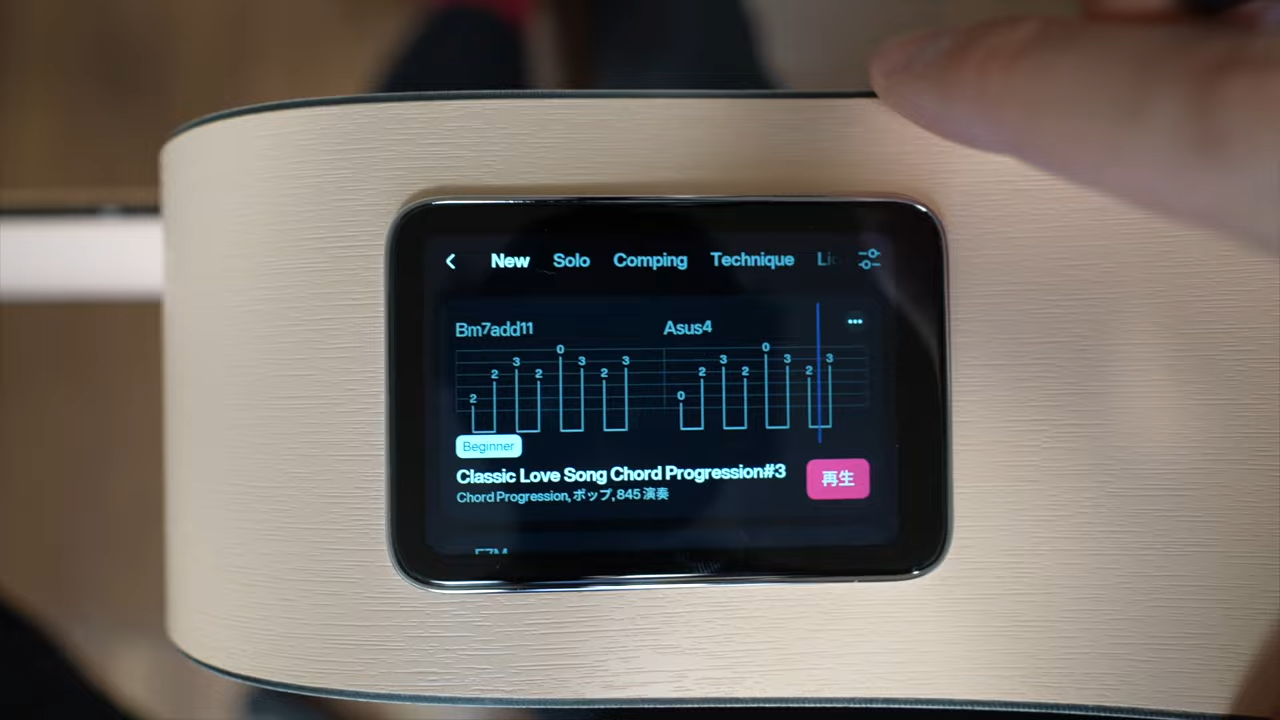 New Solo Comping Technique
Bm7add11 Asus4
2 2 3 2 0 3 2 3 0 2 3 2 0 3 2 3
Beginner
Classic Love Song Chord Progression#3
再生
Chord Progression, ポップ, 845 演奏